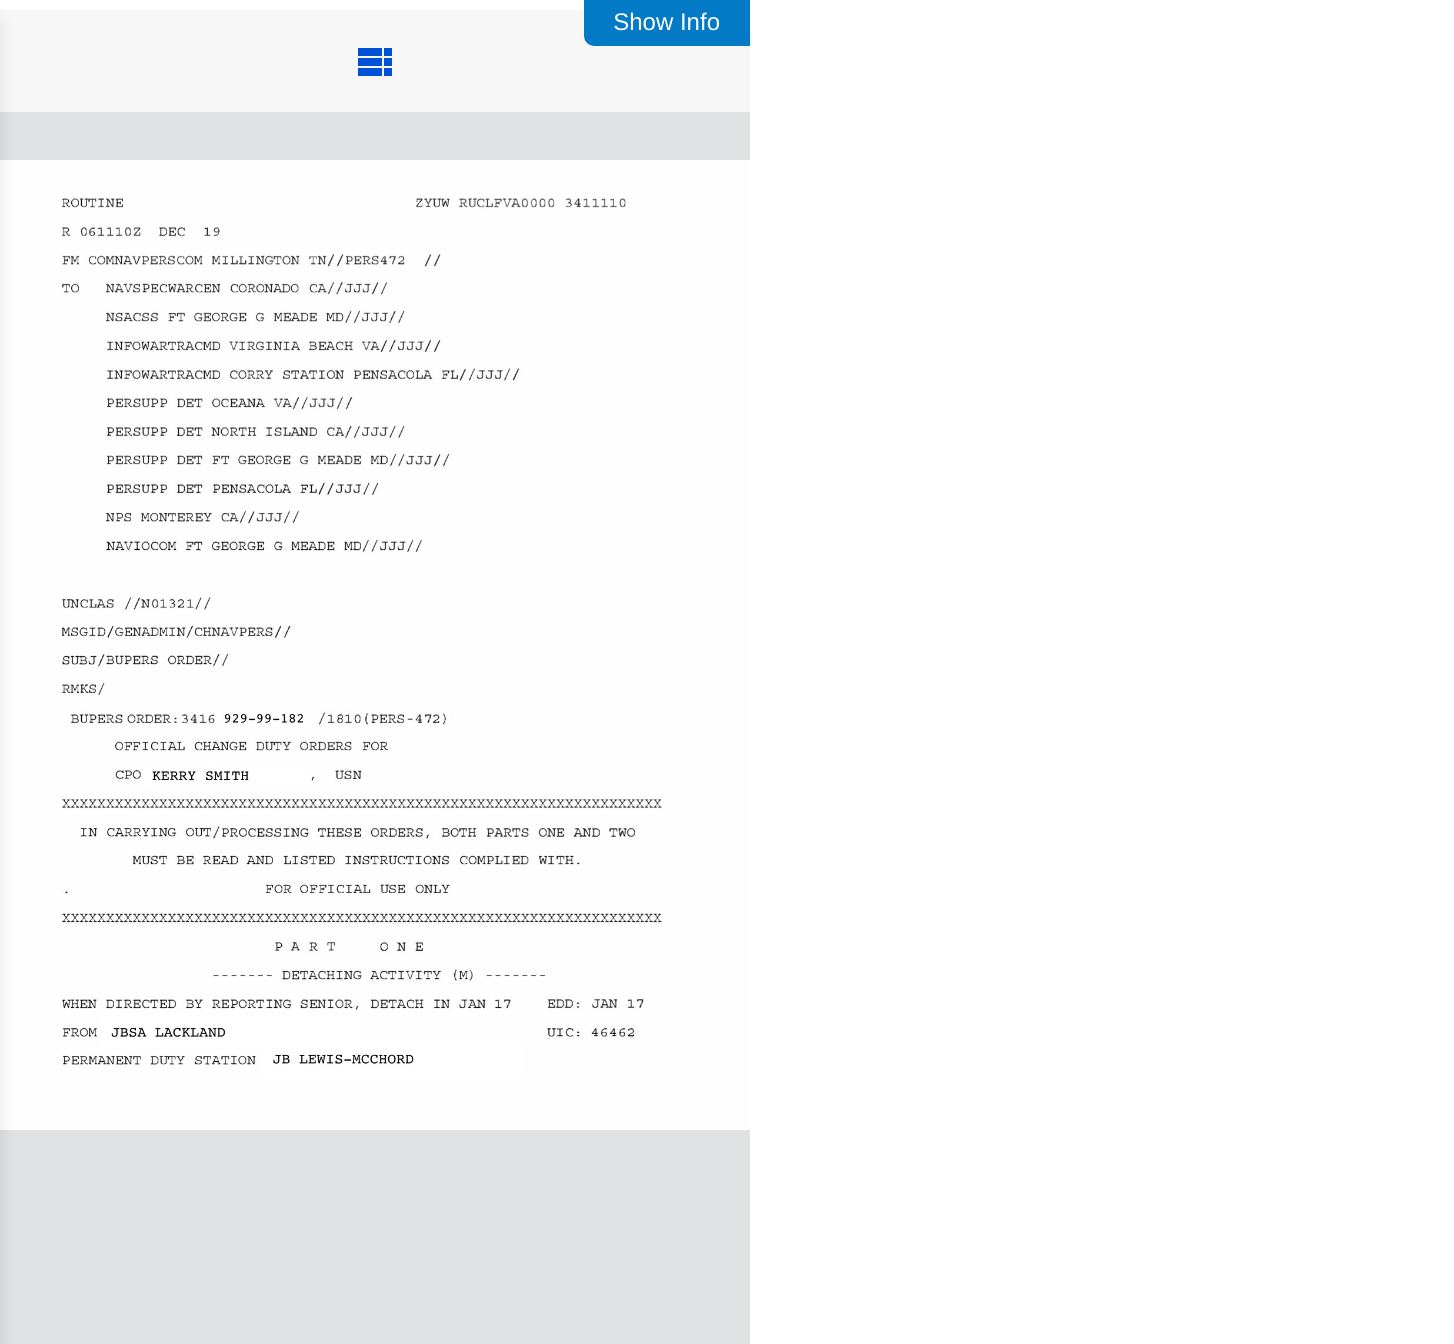 Show Info
ROUTINE ZYUW RUCLFVA0000 3411110
R 061110Z DEC 19
FM COMNAVPERSCOM MILLINGTON TN//PERS472 //
TO NAVSPECWARCEN CORONADO CA//JJJ//
NSACSS FT GEORGE G MEADE MD//JJJ//
INFOWARTRACMD VIRGINIA BEACH VA//JJJ//
INFOWARTRACMD CORRY STATION PENSACOLA FL//JJJ//
PERSUPP DET OCEANA VA//JJJ//
PERSUPP DET NORTH ISLAND CA//JJJ//
PERSUPP DET FT GEORGE G MEADE MD//JJJ//
PERSUPP DET PENSACOLA FL//JJJ//
NPS MONTEREY CA//JJJ//
NAVIOCOM FT GEORGE G MEADE MD//JJJ//
UNCLAS //N01321//
MSGID/GENADMIN/CHNAVPERS//
SUBJ/BUPERS ORDER//
RMKS/
BUPERS ORDER:3416 929-99-182 /1810(PERS-472)
OFFICIAL CHANGE DUTY ORDERS FOR
CPO KERRY SMITH , USN
XXXXXXXXXXXXXXXXXXXXXXXXXXXXXXXXXXXXXXXXXXXXXXXXXXXXXXXXXXXXXXXXXXXX
IN CARRYING OUT/PROCESSING THESE ORDERS, BOTH PARTS ONE AND TWO
MUST BE READ AND LISTED INSTRUCTIONS COMPLIED WITH.
. FOR OFFICIAL USE ONLY
XXXXXXXXXXXXXXXXXXXXXXXXXXXXXXXXXXXXXXXXXXXXXXXXXXXXXXXXXXXXXXXXXXXX
P A R T O N E
------- DETACHING ACTIVITY (M) -------
WHEN DIRECTED BY REPORTING SENIOR, DETACH IN JAN 17 EDD: JAN 17
FROM JBSA LACKLAND UIC: 46462
PERMANENT DUTY STATION JB LEWIS-MCCHORD